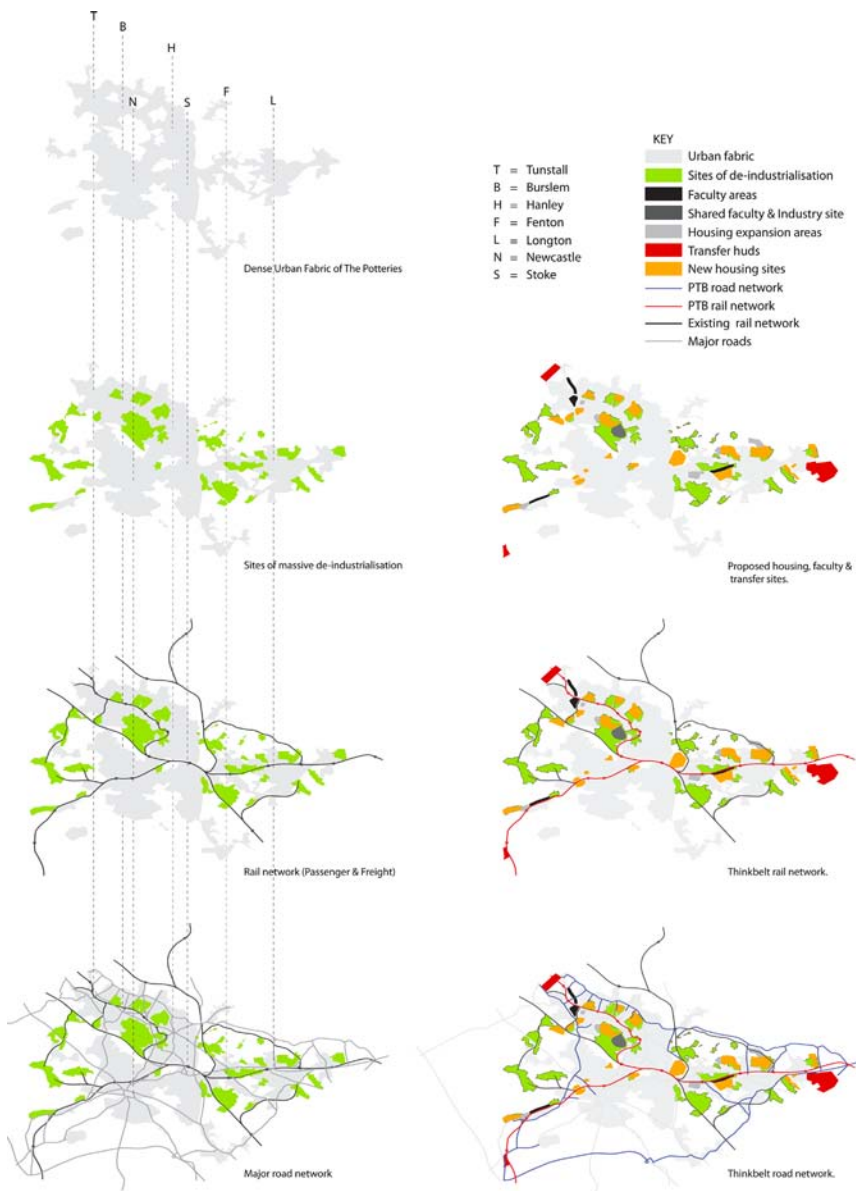 T
B
H
N
S
F
L
Dense Urban Fabric of The Potteries
T = Tunstall
B = Burslem
H = Hanley
F = Fenton
L = Longton
N = Newcastle
S = Stoke
KEY
Urban fabric
Sites of de-industrialisation
Faculty areas
Shared faculty & Industry site
Housing expansion areas
Transfer huds
New housing sites
PTB road network
PTB rail network
Existing rail network
Major roads
Sites of massive de-industrialisation
Proposed housing, faculty &
transfer sites.
Rail network (Passenger & Freight)
Thinkbelt rail network.
Major road network
Thinkbelt road network.